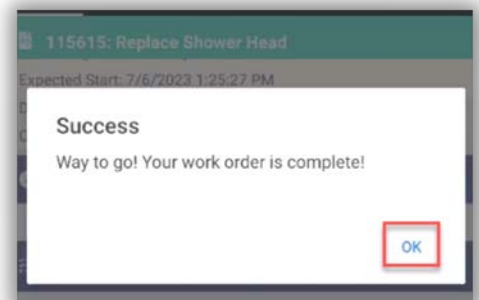 115615: Replace Shower Head
Expected Start: 7/6/2023 1:25:27 PM
Success
Way to go! Your work order is complete!
OK